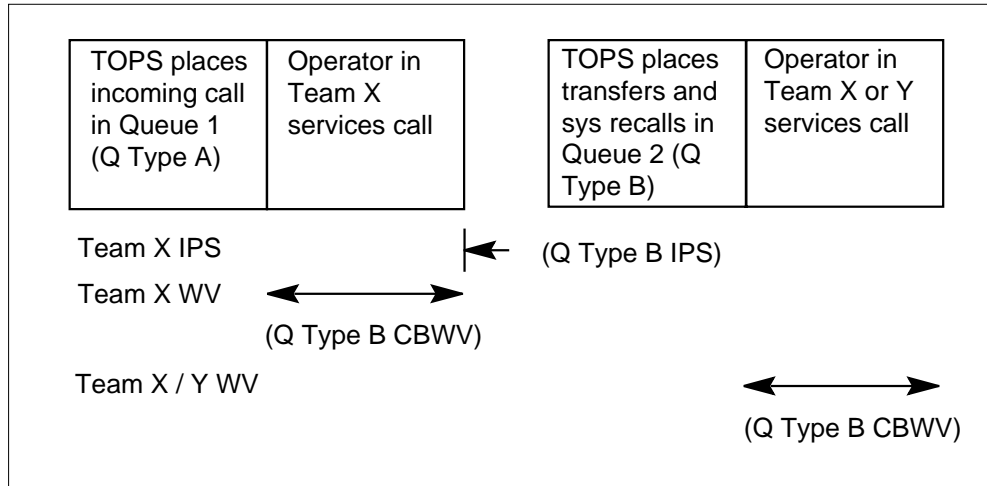 TOPS places
incoming call
in Queue 1
(Q Type A)
Operator in
Team X
services call
TOPS places
transfers and
sys recalls in
Queue 2 (Q
Type B)
Operator in
Team X or Y
services call
Team X IPS
(Q Type B IPS)
Team X WV
(Q Type B CBWV)
Team X / Y WV
(Q Type B CBWV)